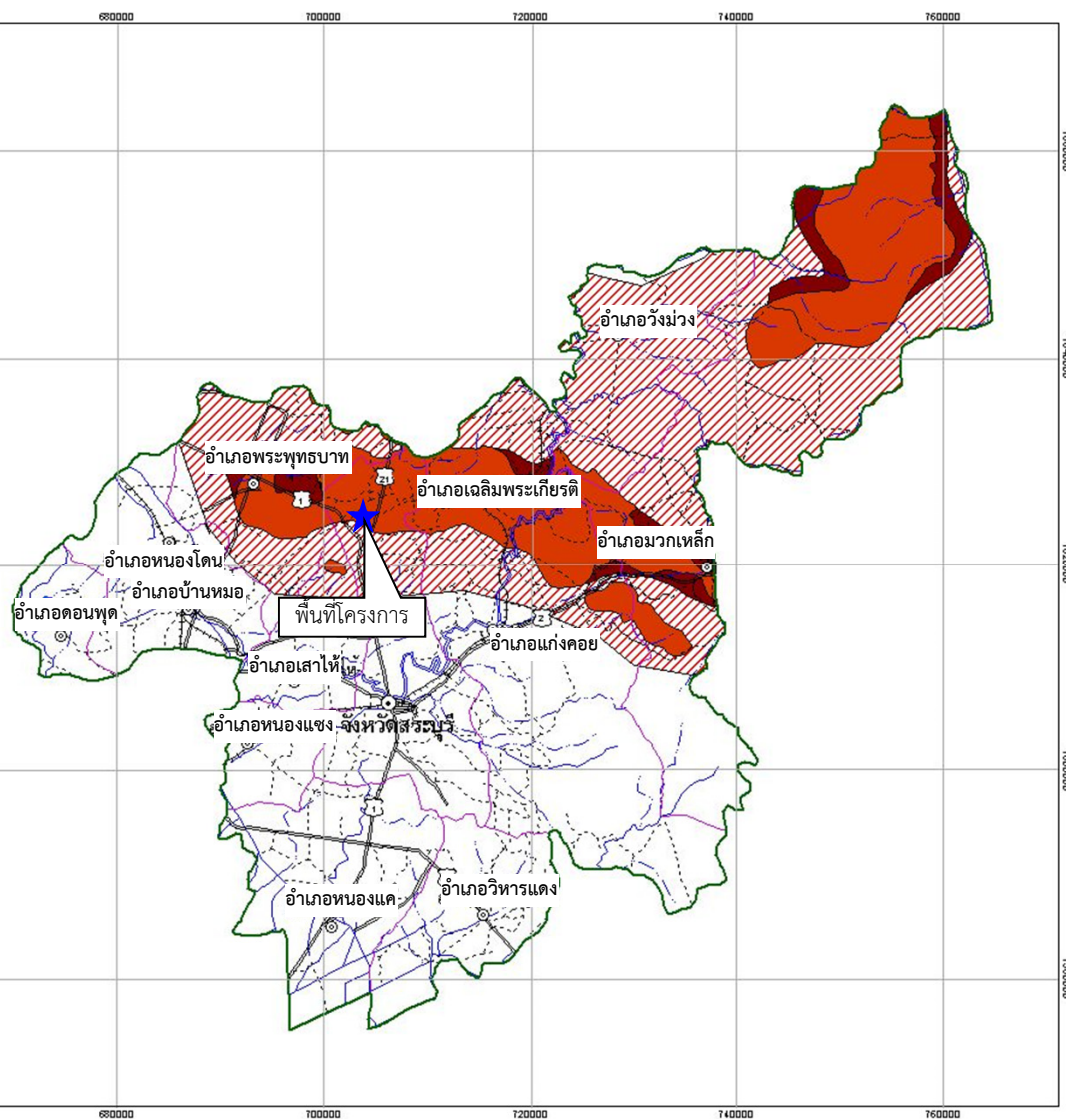 680000 700000 720000 740000 760000
อำเภอวังม่วง
อำเภอพระพุทธบาท
21
อำเภอเฉลิมพระเกียรติ
1
อำเภอมวกเหล็ก
อำเภอหนองโดน
อำเภอบ้านหมอ
อำเภอดอนพุด
พื้นที่โครงการ
2
อำเภอแก่งคอย
อำเภอเสาไห้
อำเภอหนองแซง จังหวัดสระบุรี
1
อำเภอหนองแค
อำเภอวิหารแดง
680000 700000 720000 740000 760000